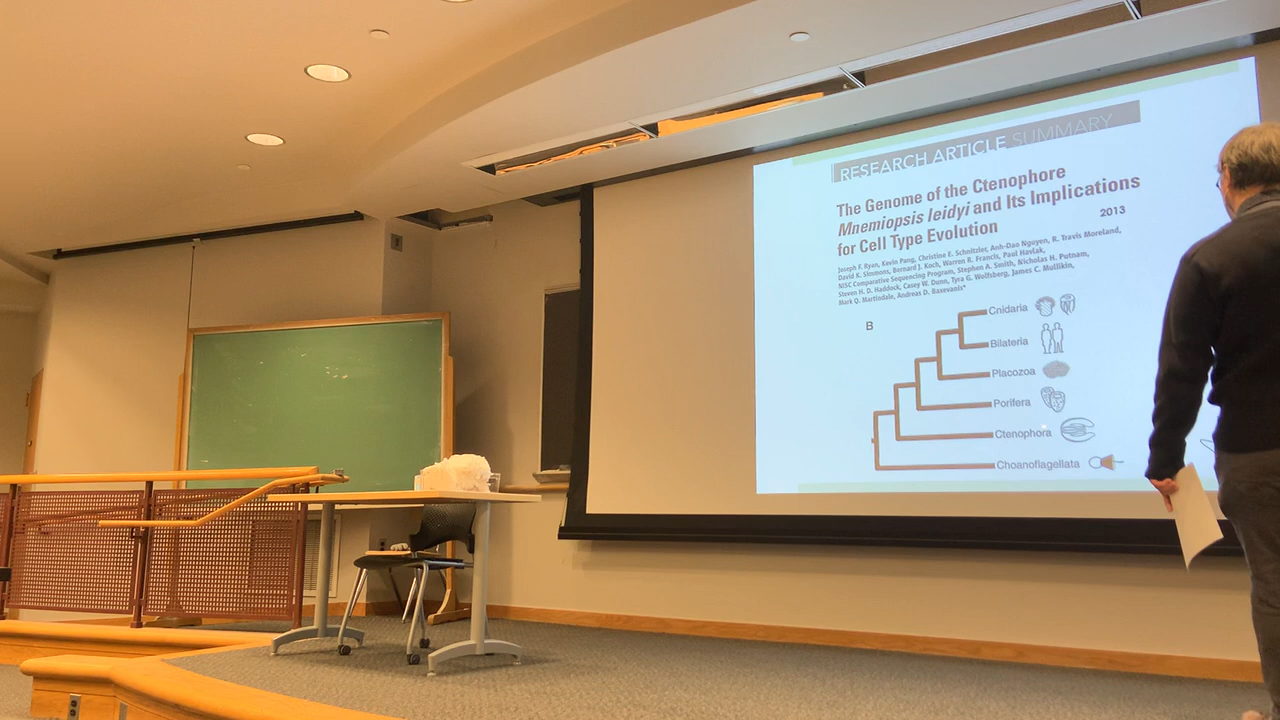 RESEARCH ARTICLE SUMMARY
The Genome of the Ctenophore
Mnemiopsis leidyi and Its Implications
for Cell Type Evolution
2013
Joseph F. Ryan, Kevin Pang, Christine E. Schnitzler, Anh-Dao Nguyen, R. Travis Moreland,
David K. Simmons, Bernard J. Koch, Warren R. Francis, Paul Havlak,
NISC Comparative Sequencing Program, Stephen A. Smith, Nicholas H. Putnam,
Steven H. D. Haddock, Casey W. Dunn, Tyra G. Wolfsberg, James C. Mullikin,
Mark Q. Martindale, Andreas D. Baxevanis*
B
Cnidaria
Bilateria
Placozoa
Porifera
Ctenophora
Choanoflagellata